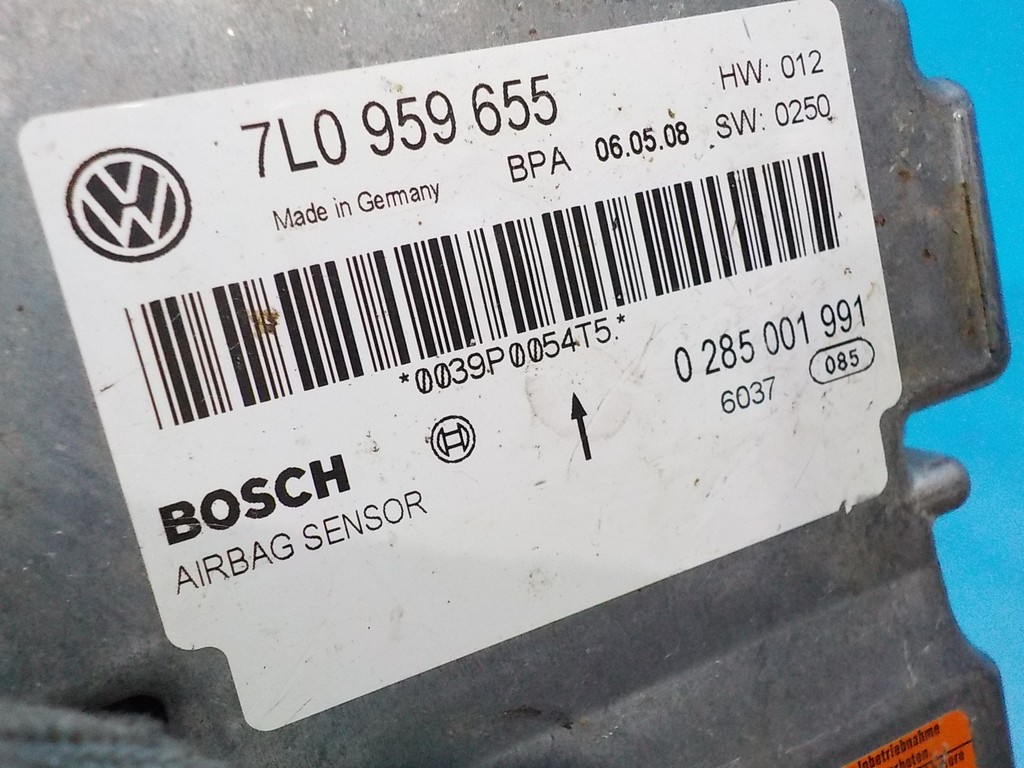 7L0 959 655
HW: 012
Made in Germany
BPA 06.05.08 SW: 0250
*0039P0054T5.*
0 285 001 991
6037 085
BOSCH
AIRBAG SENSOR